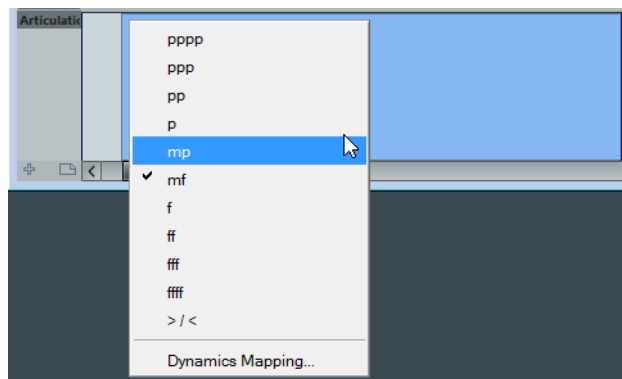 Articulatio
pppp
ppp
pp
p
mp
mf
f
ff
fff
ffff
> / <
Dynamics Mapping...